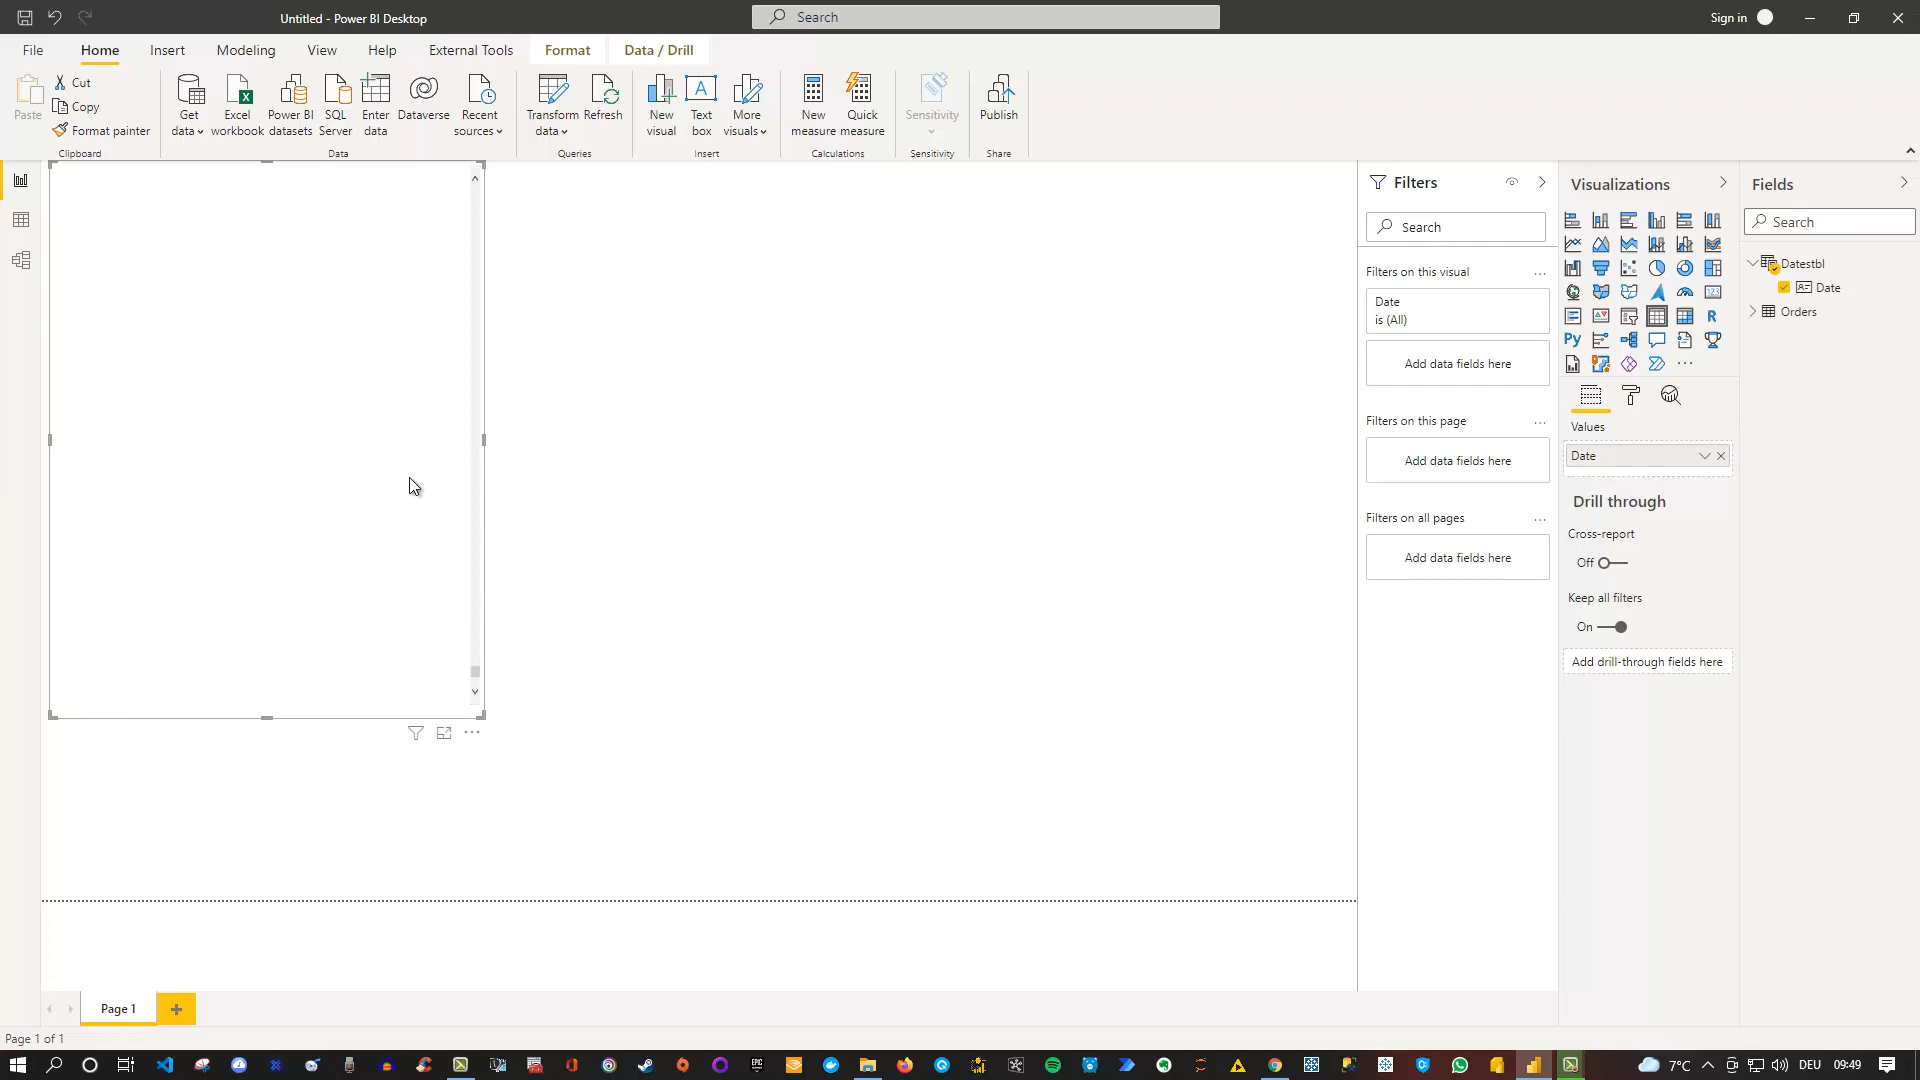 Untitled - Power BI Desktop
Search
Sign in
File
Home
Insert
Modeling
View
Help
External Tools
Format
Data / Drill
Paste
Cut
Copy
Format painter
Clipboard
Get data
Excel workbook
Power BI datasets
SQL Server
Enter data
Dataverse
Recent sources
Data
Transform data
Refresh
Queries
New visual
Text box
More visuals
Insert
New measure
Quick measure
Calculations
Sensitivity
Sensitivity
Publish
Share
Filters
Search
Filters on this visual
Date
is (All)
Add data fields here
Filters on this page
Add data fields here
Filters on all pages
Add data fields here
Visualizations
Values
Date
Drill through
Cross-report
Off
Keep all filters
On
Add drill-through fields here
Fields
Search
Datestbl
Date
Orders
Page 1
Page 1 of 1
7°C
DEU
09:49